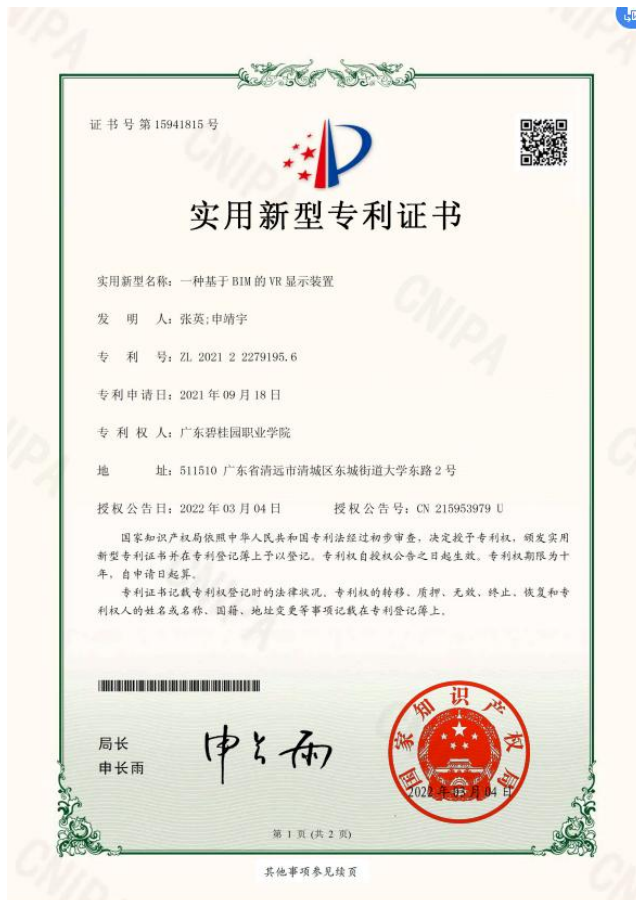 证书号第15941815号
实用新型专利证书
实用新型名称：一种基于BIM的VR显示装置
发明人：张英;申靖宇
专利号：ZL 2021 2 2279195.6
专利申请日：2021年09月18日
专利权人：广东碧桂园职业学院
地址：511510 广东省清远市清城区东城街道大学东路2号
授权公告日：2022年03月04日 授权公告号：CN 215953979 U
国家知识产权局依照中华人民共和国专利法经过初步审查，决定授予专利权，颁发实用
新型专利证书并在专利登记簿上予以登记。专利权自授权公告之日起生效。专利权期限为十
年，自申请日起算。
专利证书记载专利权登记时的法律状况。专利权的转移、质押、无效、终止、恢复和专
利权人的姓名或名称、国籍、地址变更等事项记载在专利登记簿上。
局长
申长雨
申长雨
国家知识产权局
2022年03月04日
第 1 页 (共 2 页)
其他事项参见续页
CNIPA
CNIPA
CNIPA
CNIPA
CNIPA